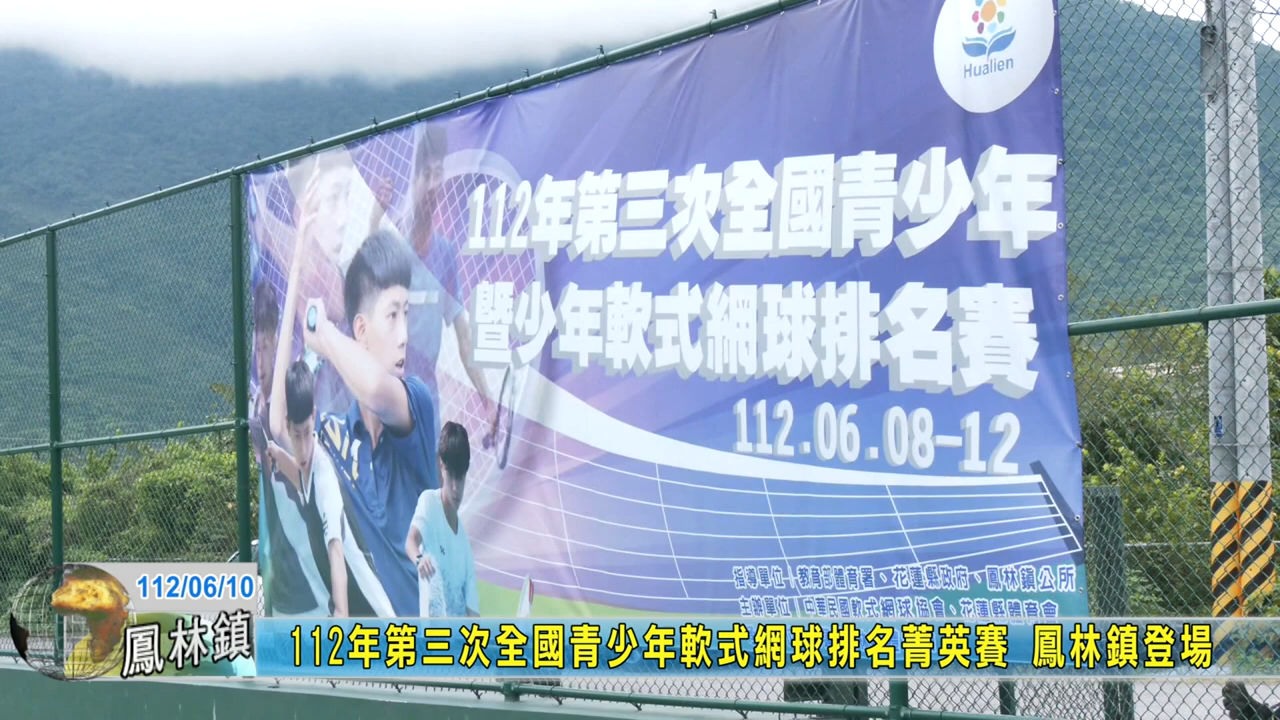 Hualien
112年第三次全國青少年
暨少年軟式網球排名賽
112.06.08-12
指導單位｜教育部體育署、花蓮縣政府、鳳林鎮公所
主辦單位｜中華民國軟式網球協會、花蓮縣體育會
112/06/10
鳳林鎮
112年第三次全國青少年軟式網球排名菁英賽 鳳林鎮登場